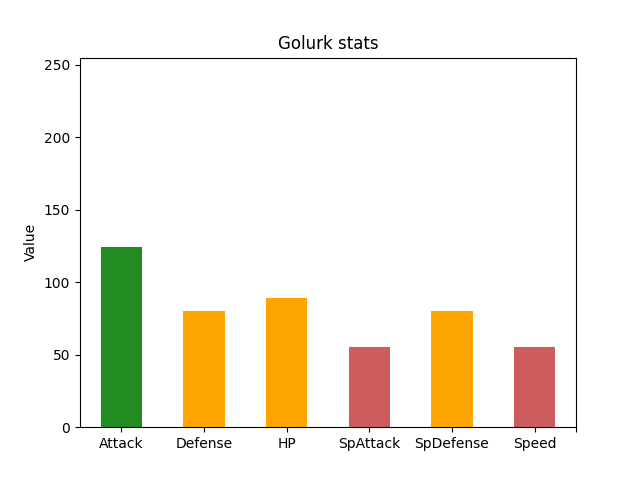 Golurk stats
250
200
150
100
50
0
Value
Attack
Defense
HP
SpAttack
SpDefense
Speed